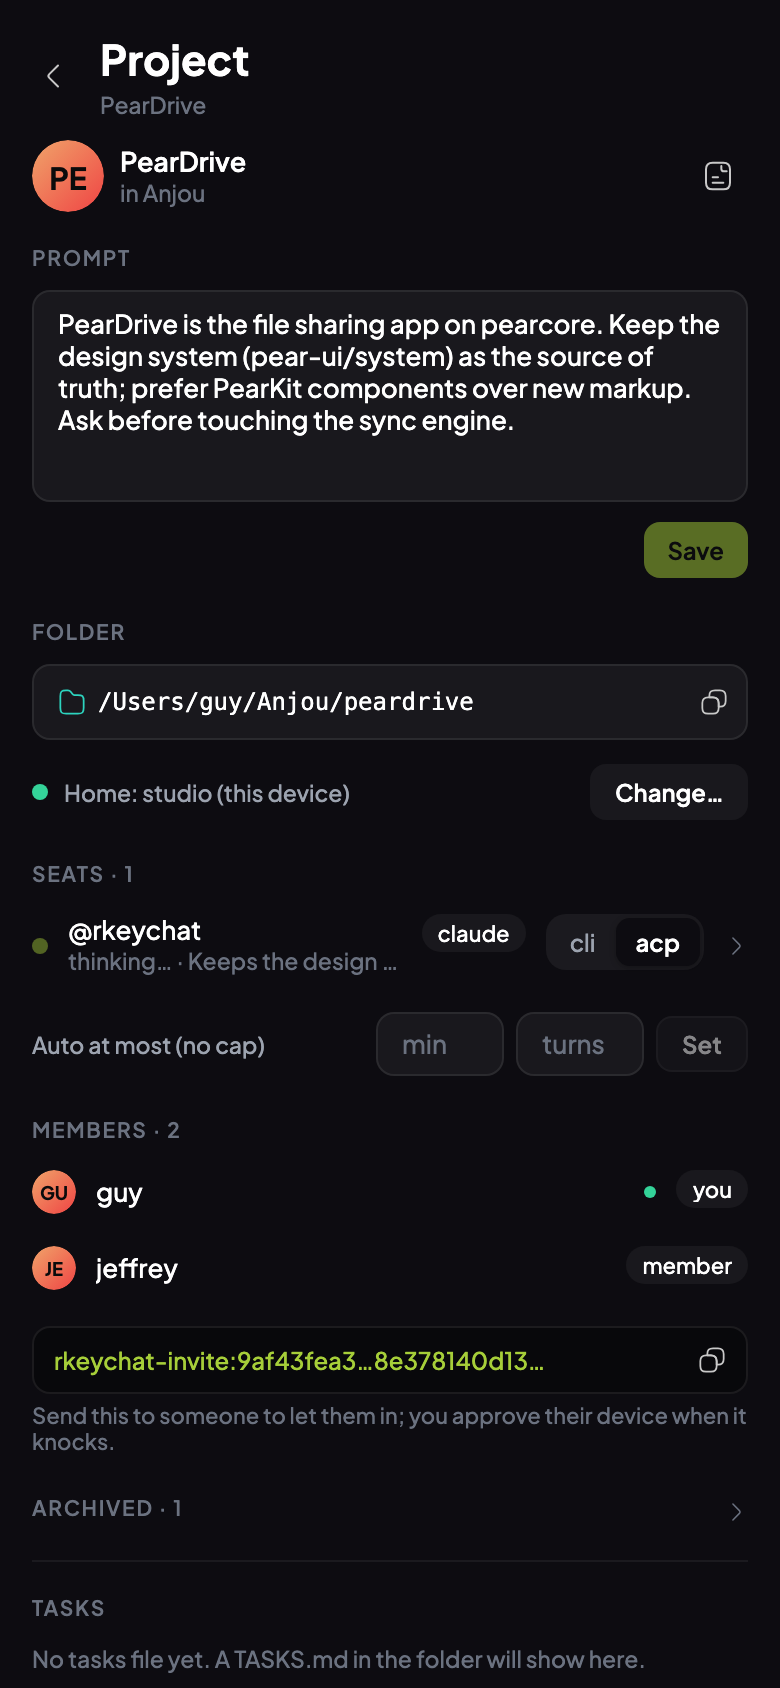 Project
PearDrive
PE
PearDrive
in Anjou
PROMPT
PearDrive is the file sharing app on pearcore. Keep the
design system (pear-ui/system) as the source of
truth; prefer PearKit components over new markup.
Ask before touching the sync engine.
Save
FOLDER
/Users/guy/Anjou/peardrive
Home: studio (this device)
Change…
SEATS · 1
@rkeychat
claude
cli
acp
thinking… · Keeps the design …
Auto at most (no cap)
min
turns
Set
MEMBERS · 2
GU
guy
you
JE
jeffrey
member
rkeychat-invite:9af43fea3…8e378140d13…
Send this to someone to let them in; you approve their device when it
knocks.
ARCHIVED · 1
TASKS
No tasks file yet. A TASKS.md in the folder will show here.